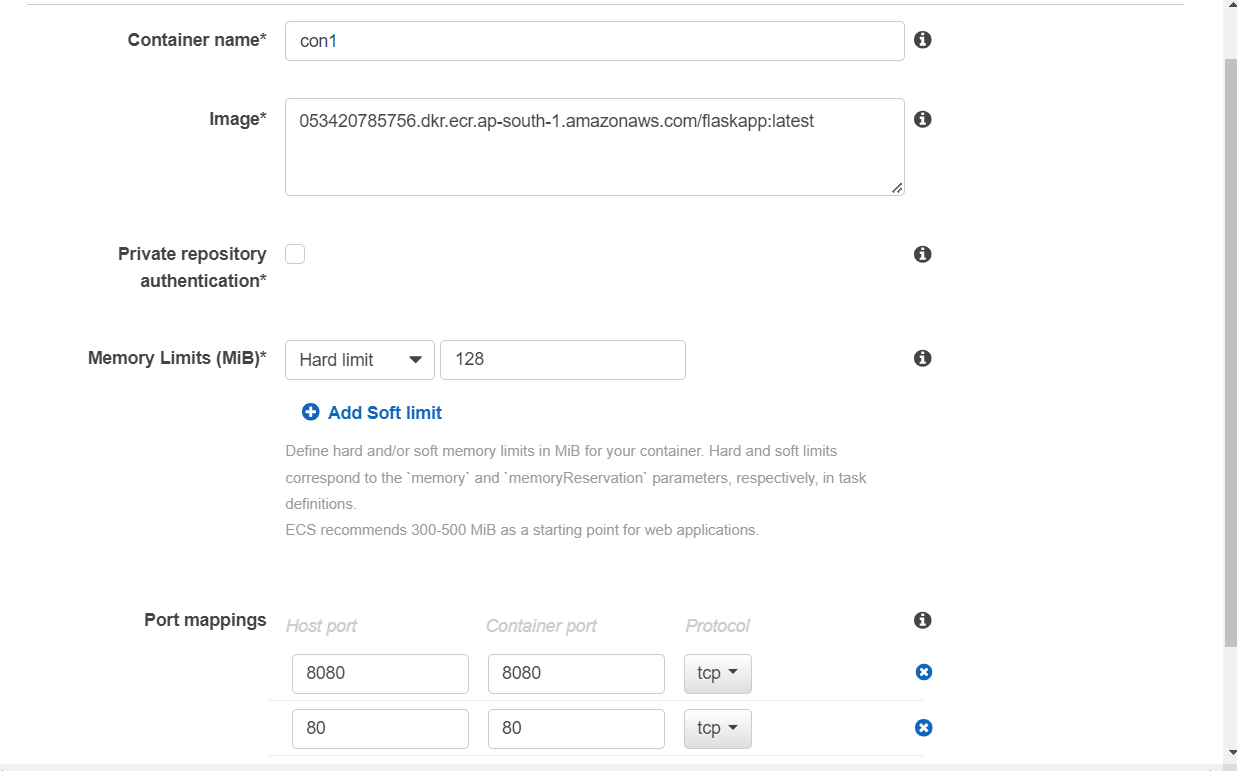 Container name*
con1
Image*
053420785756.dkr.ecr.ap-south-1.amazonaws.com/flaskapp:latest
Private repository
authentication*
Memory Limits (MiB)*
Hard limit
128
Add Soft limit
Define hard and/or soft memory limits in MiB for your container. Hard and soft limits
correspond to the `memory` and `memoryReservation` parameters, respectively, in task
definitions.
ECS recommends 300-500 MiB as a starting point for web applications.
Port mappings
Host port
Container port
Protocol
8080
8080
tcp
80
80
tcp